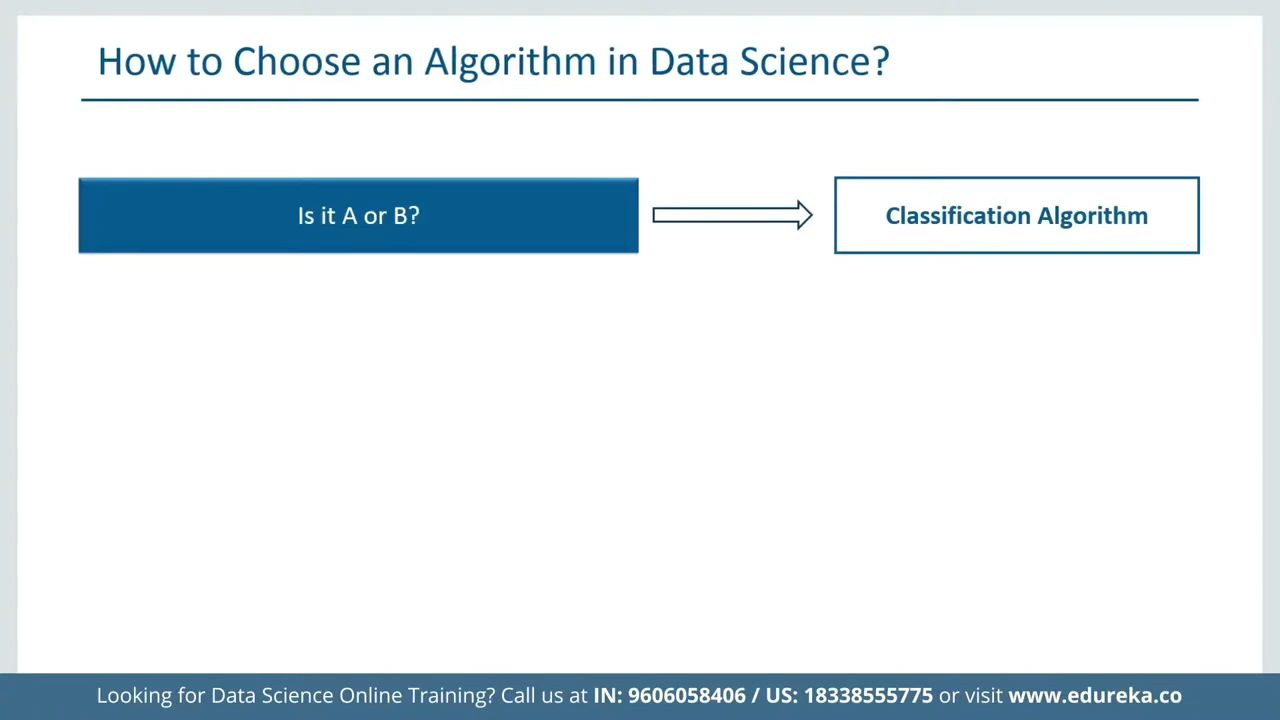 How to Choose an Algorithm in Data Science?
Is it A or B?
Classification Algorithm
Looking for Data Science Online Training? Call us at IN: 9606058406 / US: 18338555775 or visit www.edureka.co